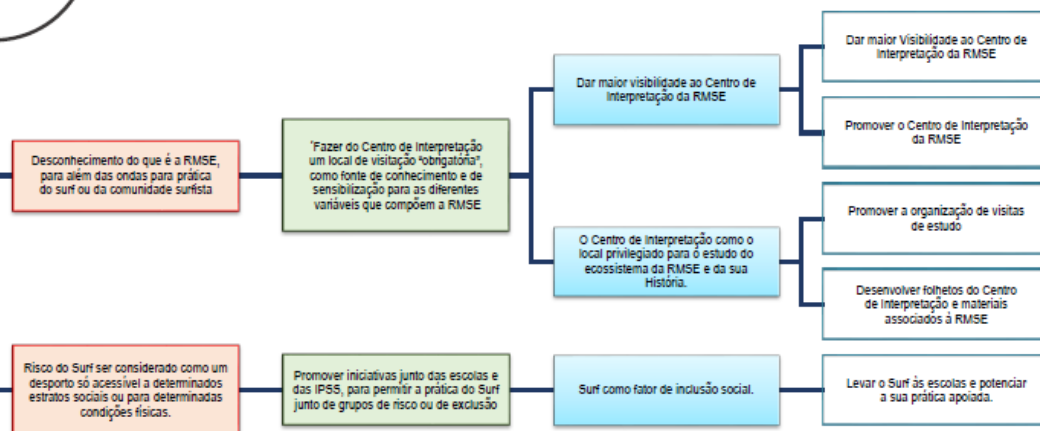 Desconhecimento do que é a RMSE,
para além das ondas para prática
do surf ou da comunidade surfista
"Fazer do Centro de Interpretação
um local de visitação "obrigatória",
como fonte de conhecimento e de
sensibilização para as diferentes
variáveis que compõem a RMSE
Dar maior visibilidade ao Centro de
Interpretação da RMSE
Dar maior Visibilidade ao Centro de
Interpretação da RMSE
Promover o Centro de Interpretação
da RMSE
O Centro de Interpretação como o
local privilegiado para o estudo do
ecossistema da RMSE e da sua
História.
Promover a organização de visitas
de estudo
Desenvolver folhetos do Centro
de Interpretação e materiais
associados à RMSE
Risco do Surf ser considerado como um
desporto só acessível a determinados
estratos sociais ou para determinadas
condições físicas.
Promover iniciativas junto das escolas e
das IPSS, para permitir a prática do Surf
junto de grupos de risco ou de exclusão
Surf como fator de inclusão social.
Levar o Surf às escolas e potenciar
a sua prática apoiada.